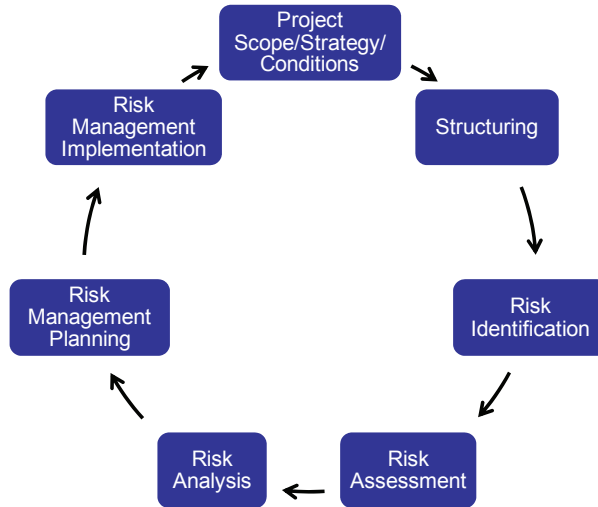 Project
Scope/Strategy/
Conditions
Structuring
Risk
Identification
Risk
Assessment
Risk
Analysis
Risk
Management
Planning
Risk
Management
Implementation